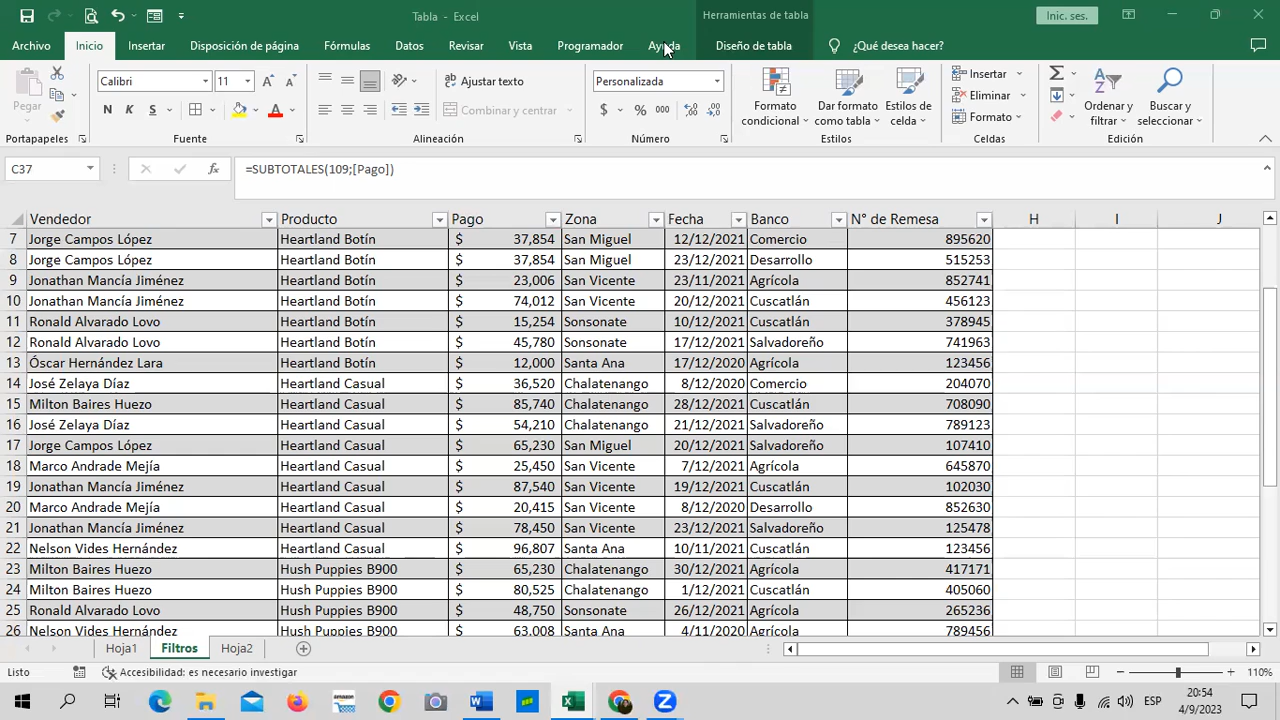 Tabla - Excel
Herramientas de tabla
Inic. ses.
Archivo Inicio Insertar Disposición de página Fórmulas Datos Revisar Vista Programador Ayuda Diseño de tabla ¿Qué desea hacer?
Pegar
Calibri 11
Ajustar texto
Personalizada
Formato condicional
Dar formato como tabla
Estilos de celda
Insertar
Eliminar
Formato
Ordenar y filtrar
Buscar y seleccionar
N K S
Combinar y centrar
$ % 000
Portapapeles Fuente Alineación Número Estilos Celdas Edición
C37 fx =SUBTOTALES(109;[Pago])
Vendedor Producto Pago Zona Fecha Banco N° de Remesa H I J
7 Jorge Campos López Heartland Botín $ 37,854 San Miguel 12/12/2021 Comercio 895620
8 Jorge Campos López Heartland Botín $ 37,854 San Miguel 23/12/2021 Desarrollo 515253
9 Jonathan Mancía Jiménez Heartland Botín $ 23,006 San Vicente 23/11/2021 Agrícola 852741
10 Jonathan Mancía Jiménez Heartland Botín $ 74,012 San Vicente 20/12/2021 Cuscatlán 456123
11 Ronald Alvarado Lovo Heartland Botín $ 15,254 Sonsonate 10/12/2021 Cuscatlán 378945
12 Ronald Alvarado Lovo Heartland Botín $ 45,780 Sonsonate 13/12/2021 Salvadoreño 741963
13 Óscar Hernández Lara Heartland Botín $ 12,000 Santa Ana 17/12/2020 Agrícola 123456
14 José Zelaya Díaz Heartland Casual $ 36,520 Chalatenango 8/12/2020 Comercio 204070
15 Milton Baires Huezo Heartland Casual $ 85,740 Chalatenango 28/12/2021 Cuscatlán 708090
16 José Zelaya Díaz Heartland Casual $ 54,210 Chalatenango 21/12/2021 Salvadoreño 789123
17 Jorge Campos López Heartland Casual $ 65,230 San Miguel 20/12/2021 Salvadoreño 107410
18 Marco Andrade Mejía Heartland Casual $ 25,450 San Vicente 7/12/2021 Agrícola 645870
19 Jonathan Mancía Jiménez Heartland Casual $ 87,540 San Vicente 19/12/2021 Cuscatlán 102030
20 Marco Andrade Mejía Heartland Casual $ 20,415 San Vicente 8/12/2020 Desarrollo 852630
21 Jonathan Mancía Jiménez Heartland Casual $ 78,450 San Vicente 23/12/2021 Salvadoreño 125478
22 Nelson Vides Hernández Heartland Casual $ 96,807 Santa Ana 10/11/2021 Cuscatlán 123456
23 Milton Baires Huezo Hush Puppies B900 $ 65,230 Chalatenango 30/12/2021 Agrícola 417171
24 Milton Baires Huezo Hush Puppies B900 $ 80,525 Chalatenango 1/12/2021 Cuscatlán 405060
25 Ronald Alvarado Lovo Hush Puppies B900 $ 48,750 Sonsonate 26/12/2021 Agrícola 265236
26 Nelson Vides Hernández Hush Puppies B900 $ 63,008 Santa Ana 4/11/2020 Agrícola 789456
Hoja1 Filtros Hoja2
Listo Accesibilidad: es necesario investigar 110%
ESP 20:54
4/9/2023